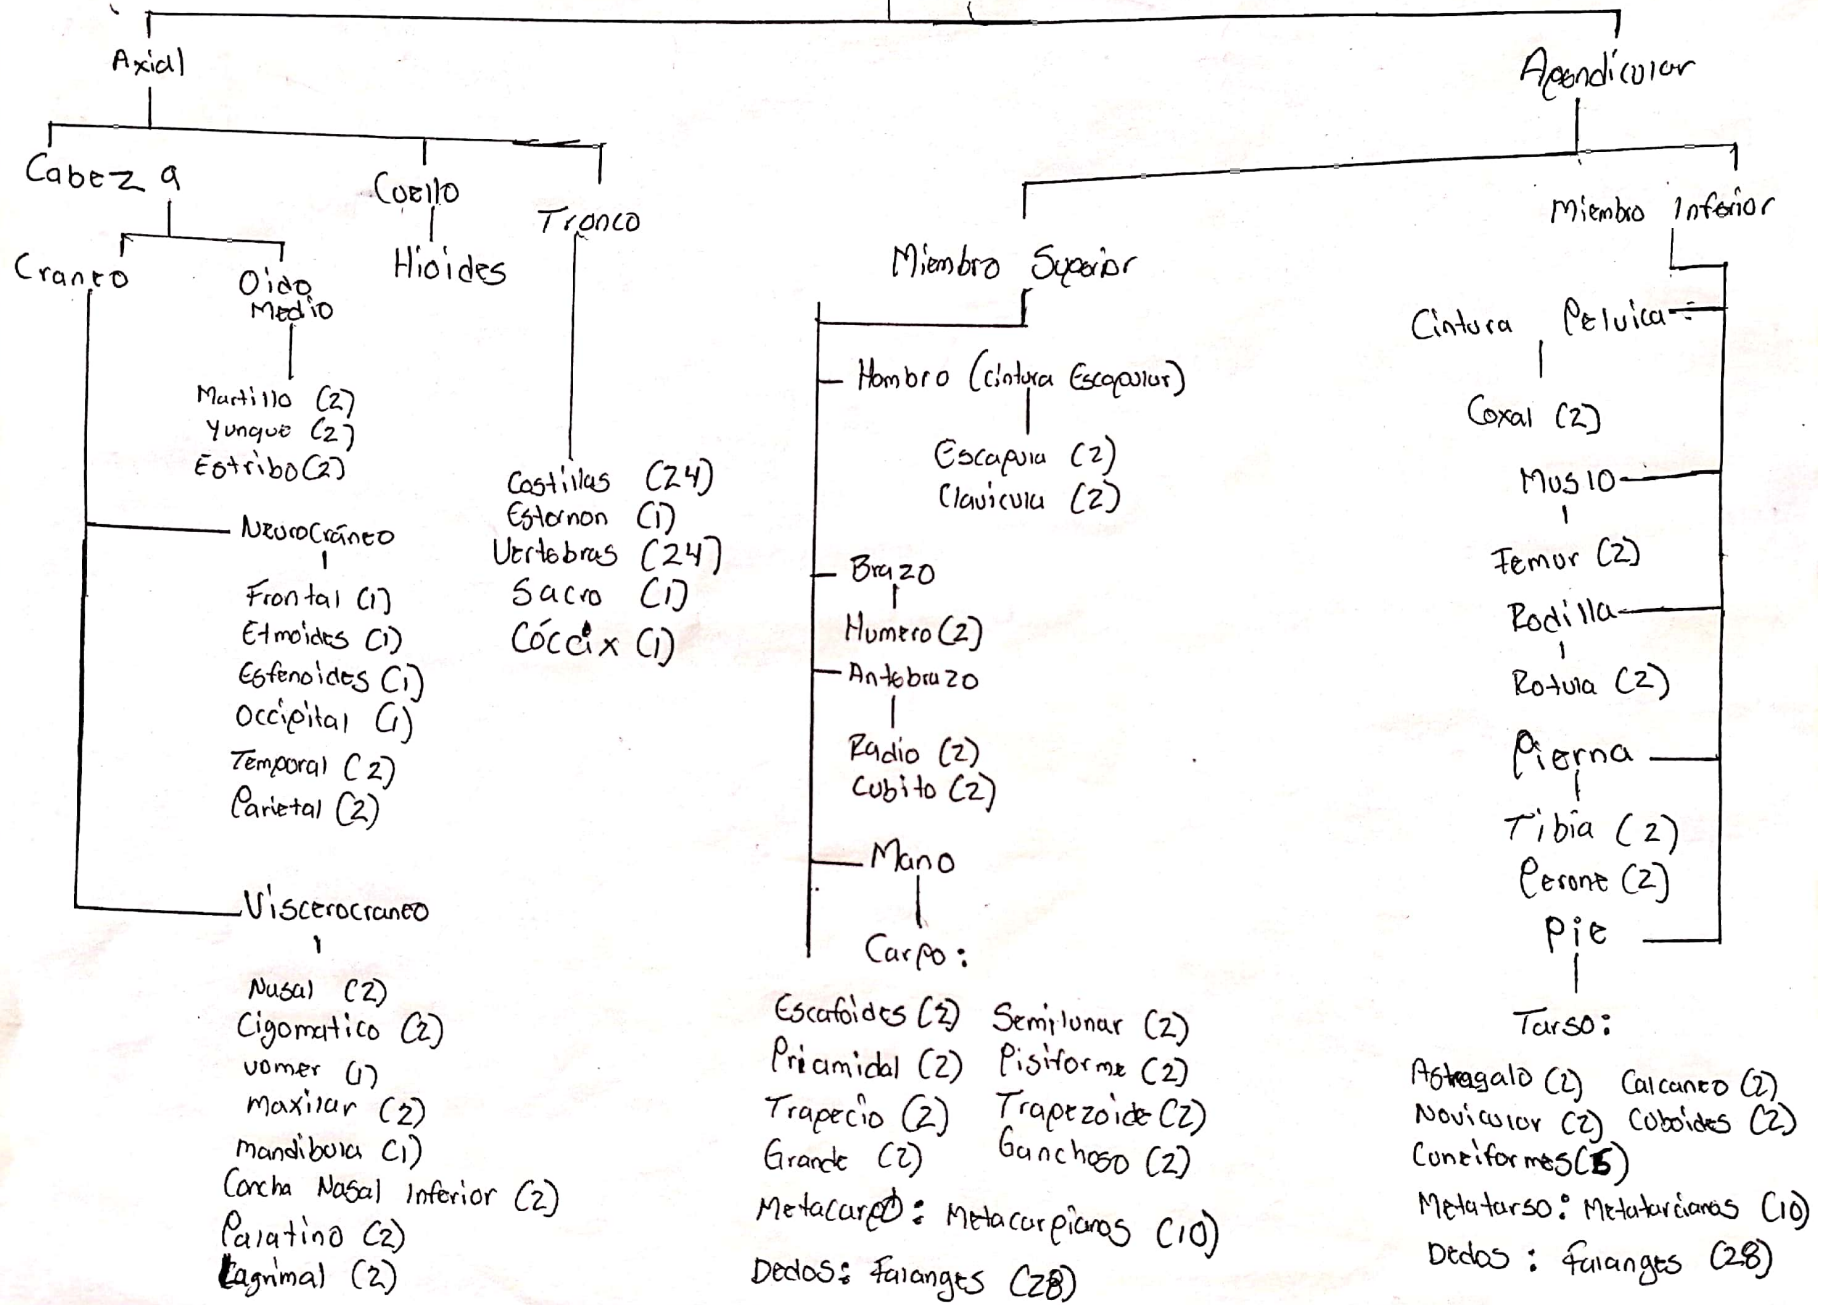 Axial
Apendicular
Cabeza
Cuello
Tronco
Miembro Inferior
Craneo
Oido
Medio
Hioides
Miembro Superior
Martillo (2)
Yunque (2)
Estribo (2)
Neurocráneo
Frontal (1)
Etmoides (1)
Esfenoides (1)
Occipital (1)
Temporal (2)
Parietal (2)
Viscerocraneo
Nasal (2)
Cigomatico (2)
vomer (1)
maxilar (2)
mandibula (1)
Concha Nasal Inferior (2)
Palatino (2)
Lagrimal (2)
Costillas (24)
Esternon (1)
Vertebras (24)
Sacro (1)
Cóccix (1)
Hombro (cintura Escapular)
Escapula (2)
Clavicula (2)
Brazo
Humero (2)
Antebrazo
Radio (2)
Cubito (2)
Mano
Carpo:
Escafoides (2) Semilunar (2)
Priamidal (2) Pisiforme (2)
Trapecio (2) Trapezoide (2)
Grande (2) Ganchoso (2)
Metacarpo: Metacarpianos (10)
Dedos: Falanges (28)
Cintura Pelvica
Coxal (2)
Muslo
Femur (2)
Rodilla
Rotula (2)
Pierna
Tibia (2)
Perone (2)
Pie
Tarso:
Astragalo (2) Calcaneo (2)
Navicular (2) Cuboides (2)
Cuneiformes
Metatarso: Metatarcianos (10)
Dedos: Falanges (28)